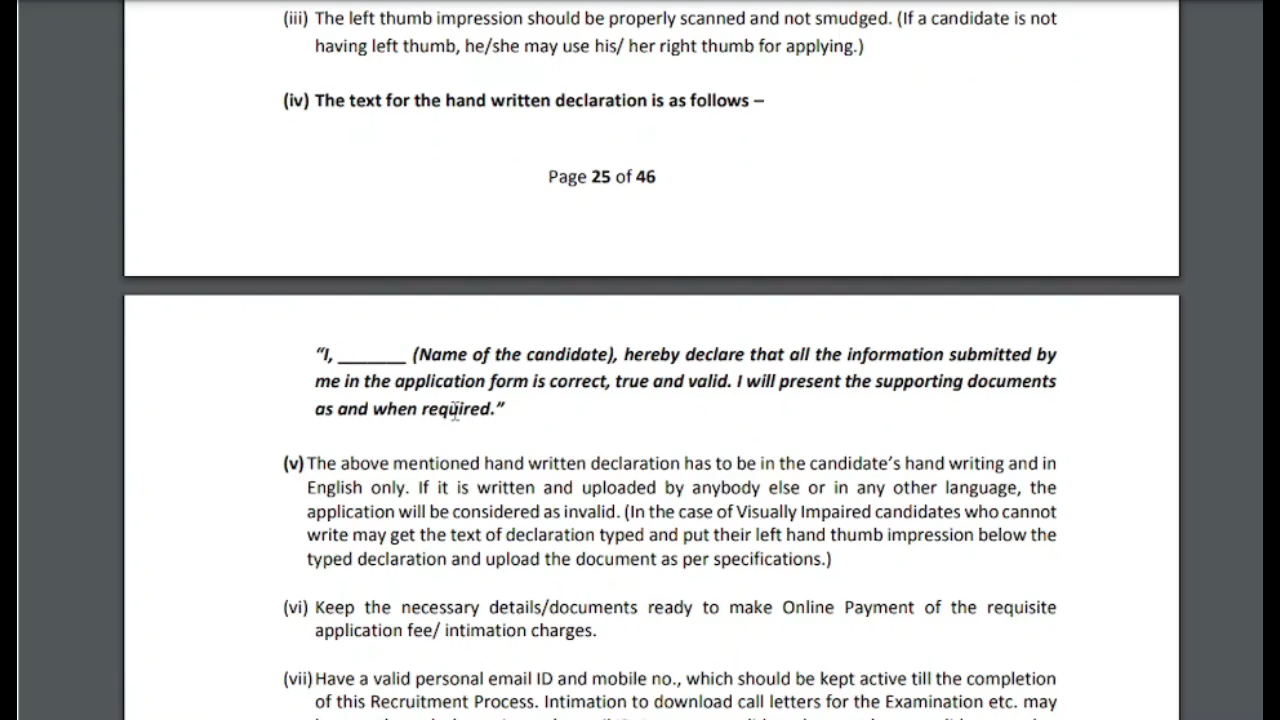 (iii) The left thumb impression should be properly scanned and not smudged. (If a candidate is not
having left thumb, he/she may use his/ her right thumb for applying.)
(iv) The text for the hand written declaration is as follows –
Page 25 of 46
“I, _______ (Name of the candidate), hereby declare that all the information submitted by
me in the application form is correct, true and valid. I will present the supporting documents
as and when required.”
(v) The above mentioned hand written declaration has to be in the candidate’s hand writing and in
English only. If it is written and uploaded by anybody else or in any other language, the
application will be considered as invalid. (In the case of Visually Impaired candidates who cannot
write may get the text of declaration typed and put their left hand thumb impression below the
typed declaration and upload the document as per specifications.)
(vi) Keep the necessary details/documents ready to make Online Payment of the requisite
application fee/ intimation charges.
(vii) Have a valid personal email ID and mobile no., which should be kept active till the completion
of this Recruitment Process. Intimation to download call letters for the Examination etc. may